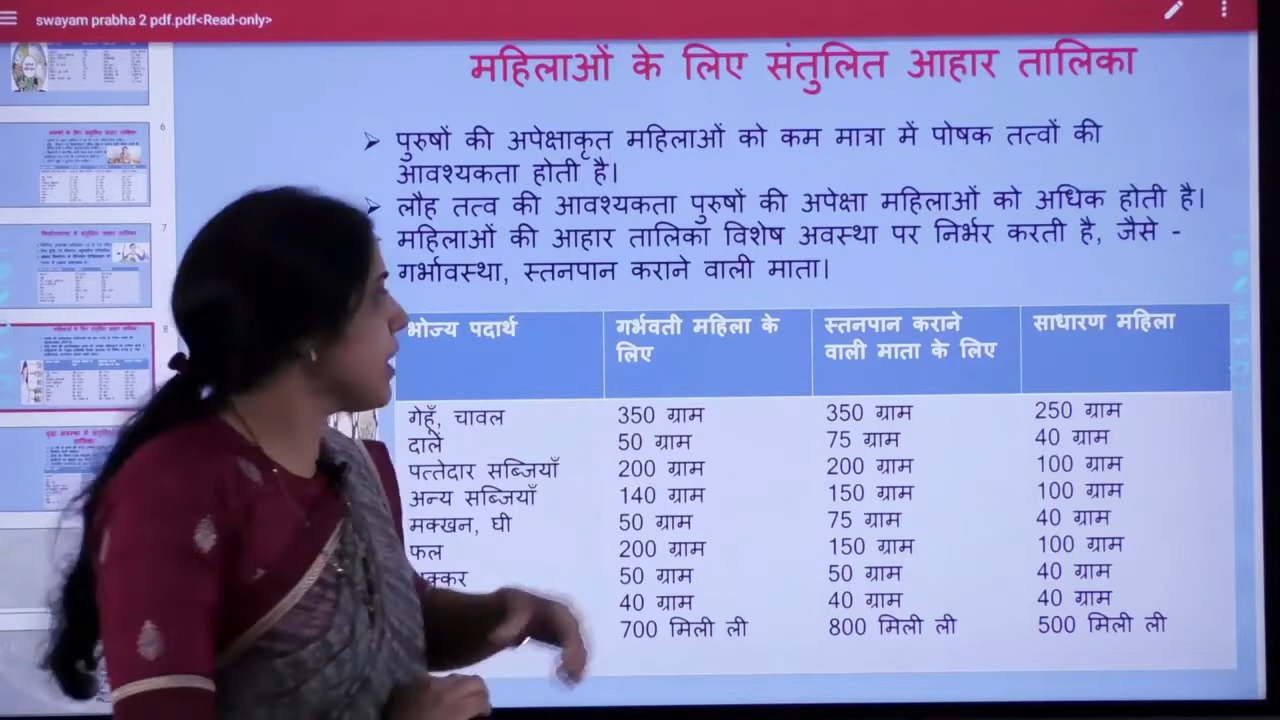 swayam prabha 2 pdf.pdf<Read-only>
महिलाओं के लिए संतुलित आहार तालिका
पुरुषों की अपेक्षाकृत महिलाओं को कम मात्रा में पोषक तत्वों की
आवश्यकता होती है।
लौह तत्व की आवश्यकता पुरुषों की अपेक्षा महिलाओं को अधिक होती है।
महिलाओं की आहार तालिका विशेष अवस्था पर निर्भर करती है, जैसे -
गर्भावस्था, स्तनपान कराने वाली माता।
भोज्य पदार्थ गर्भवती महिला के स्तनपान कराने साधारण महिला
लिए वाली माता के लिए
गेहूँ, चावल 350 ग्राम 350 ग्राम 250 ग्राम
दालें 50 ग्राम 75 ग्राम 40 ग्राम
पत्तेदार सब्जियाँ 200 ग्राम 200 ग्राम 100 ग्राम
अन्य सब्जियाँ 140 ग्राम 150 ग्राम 100 ग्राम
मक्खन, घी 50 ग्राम 75 ग्राम 40 ग्राम
फल 200 ग्राम 150 ग्राम 100 ग्राम
50 ग्राम 50 ग्राम 40 ग्राम
40 ग्राम 40 ग्राम 40 ग्राम
700 मिली ली 800 मिली ली 500 मिली ली
6
7
8